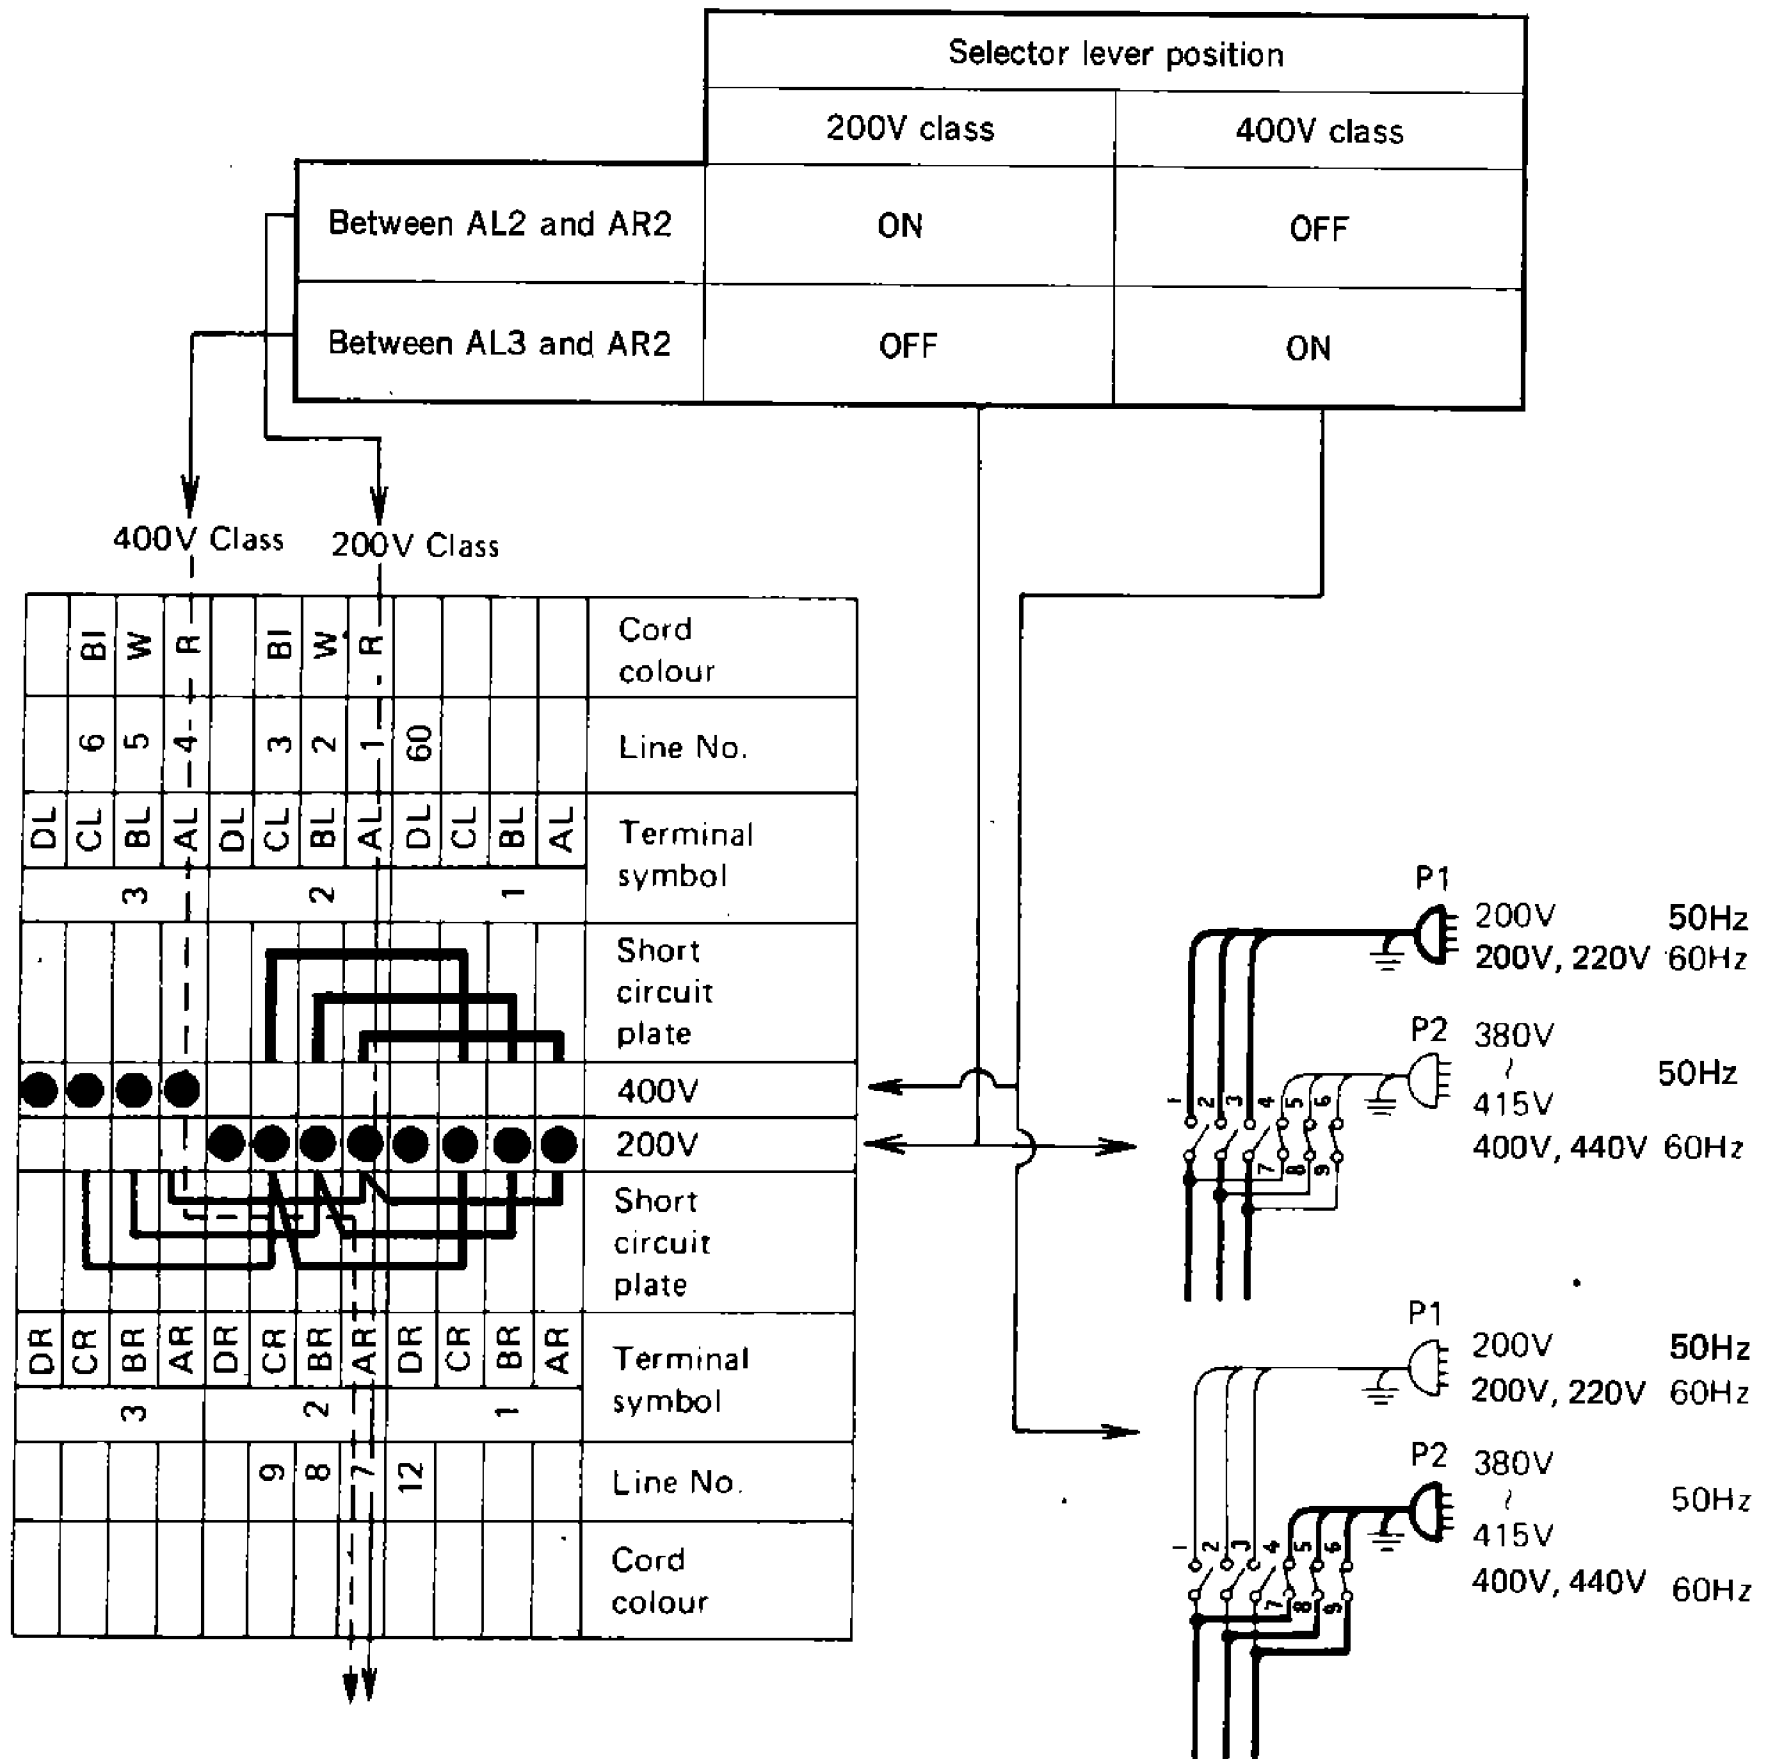 Selector lever position
200V class 400V class
Between AL2 and AR2 ON OFF
Between AL3 and AR2 OFF ON
400V Class 200V Class
BI W R BI W R Cord
colour
6 5 4 3 2 1 60 Line No.
DL CL BL AL DL CL BL AL DL CL BL AL Terminal
symbol
3 2 1
Short
circuit
plate
400V
200V
Short
circuit
plate
DR CR BR AR DR CR BR AR DR CR BR AR Terminal
symbol
3 2 1
9 8 7 12 Line No.
Cord
colour
P1
200V 50Hz
200V, 220V 60Hz
P2 380V
~ 50Hz
415V
400V, 440V 60Hz
1 2 3 4 5 6
7 8 9
P1
200V 50Hz
200V, 220V 60Hz
P2 380V
~ 50Hz
415V
400V, 440V 60Hz
1 2 3 4 5 6
7 8 9